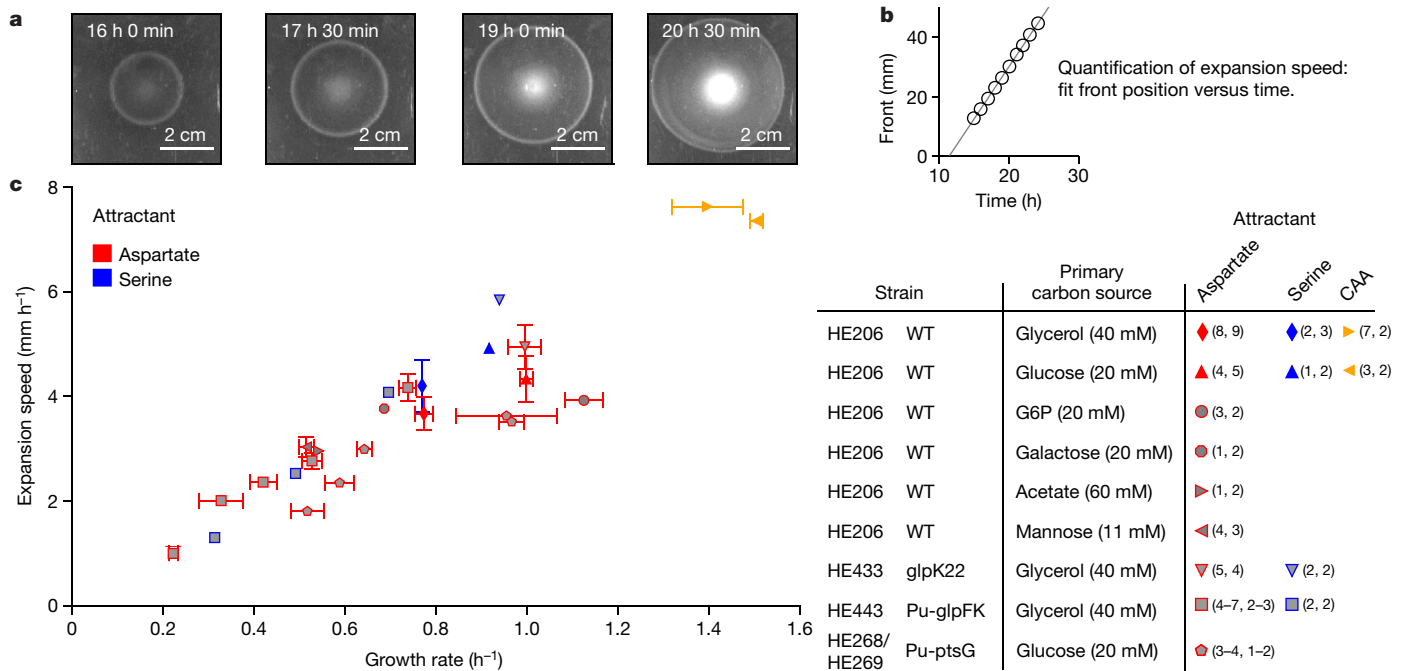 a
16 h 0 min
17 h 30 min
19 h 0 min
20 h 30 min
2 cm
2 cm
2 cm
2 cm
b
Front (mm)
40
20
0
10
20
30
Time (h)
Quantification of expansion speed:
fit front position versus time.
c
Expansion speed (mm h⁻¹)
8
6
4
2
0
Attractant
Aspartate
Serine
0
0.2
0.4
0.6
0.8
1.0
1.2
1.4
1.6
Growth rate (h⁻¹)
Attractant
Strain
Primary
carbon source
Aspartate
Serine
CAA
HE206 WT Glycerol (40 mM) (8, 9) (2, 3) (7, 2)
HE206 WT Glucose (20 mM) (4, 5) (1, 2) (3, 2)
HE206 WT G6P (20 mM) (3, 2)
HE206 WT Galactose (20 mM) (1, 2)
HE206 WT Acetate (60 mM) (1, 2)
HE206 WT Mannose (11 mM) (4, 3)
HE433 glpK22 Glycerol (40 mM) (5, 4) (2, 2)
HE443 Pu-glpFK Glycerol (40 mM) (4–7, 2–3) (2, 2)
HE268/
HE269 Pu-ptsG Glucose (20 mM) (3–4, 1–2)